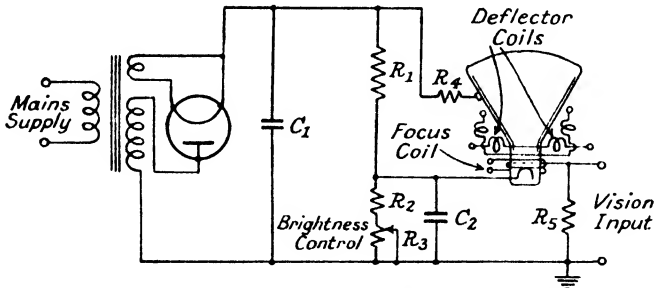 Deflector
Coils
Mains
Supply
C1
R1
R4
Focus
Coil
R2
Brightness
Control
R3
C2
R5
Vision
Input